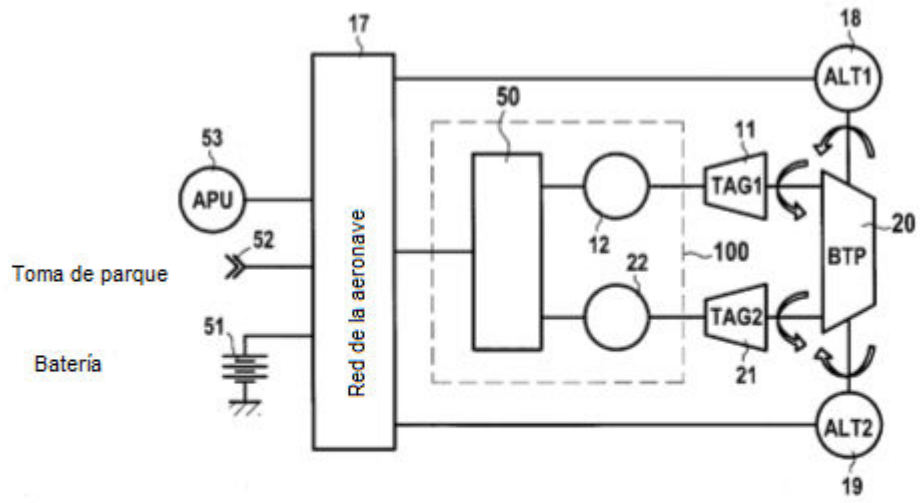 17
18
ALT1
50
11
53
APU
TAG1
20
52
12
100
BTP
Toma de parque
22
Red de la aeronave
51
TAG2
Batería
21
ALT2
19